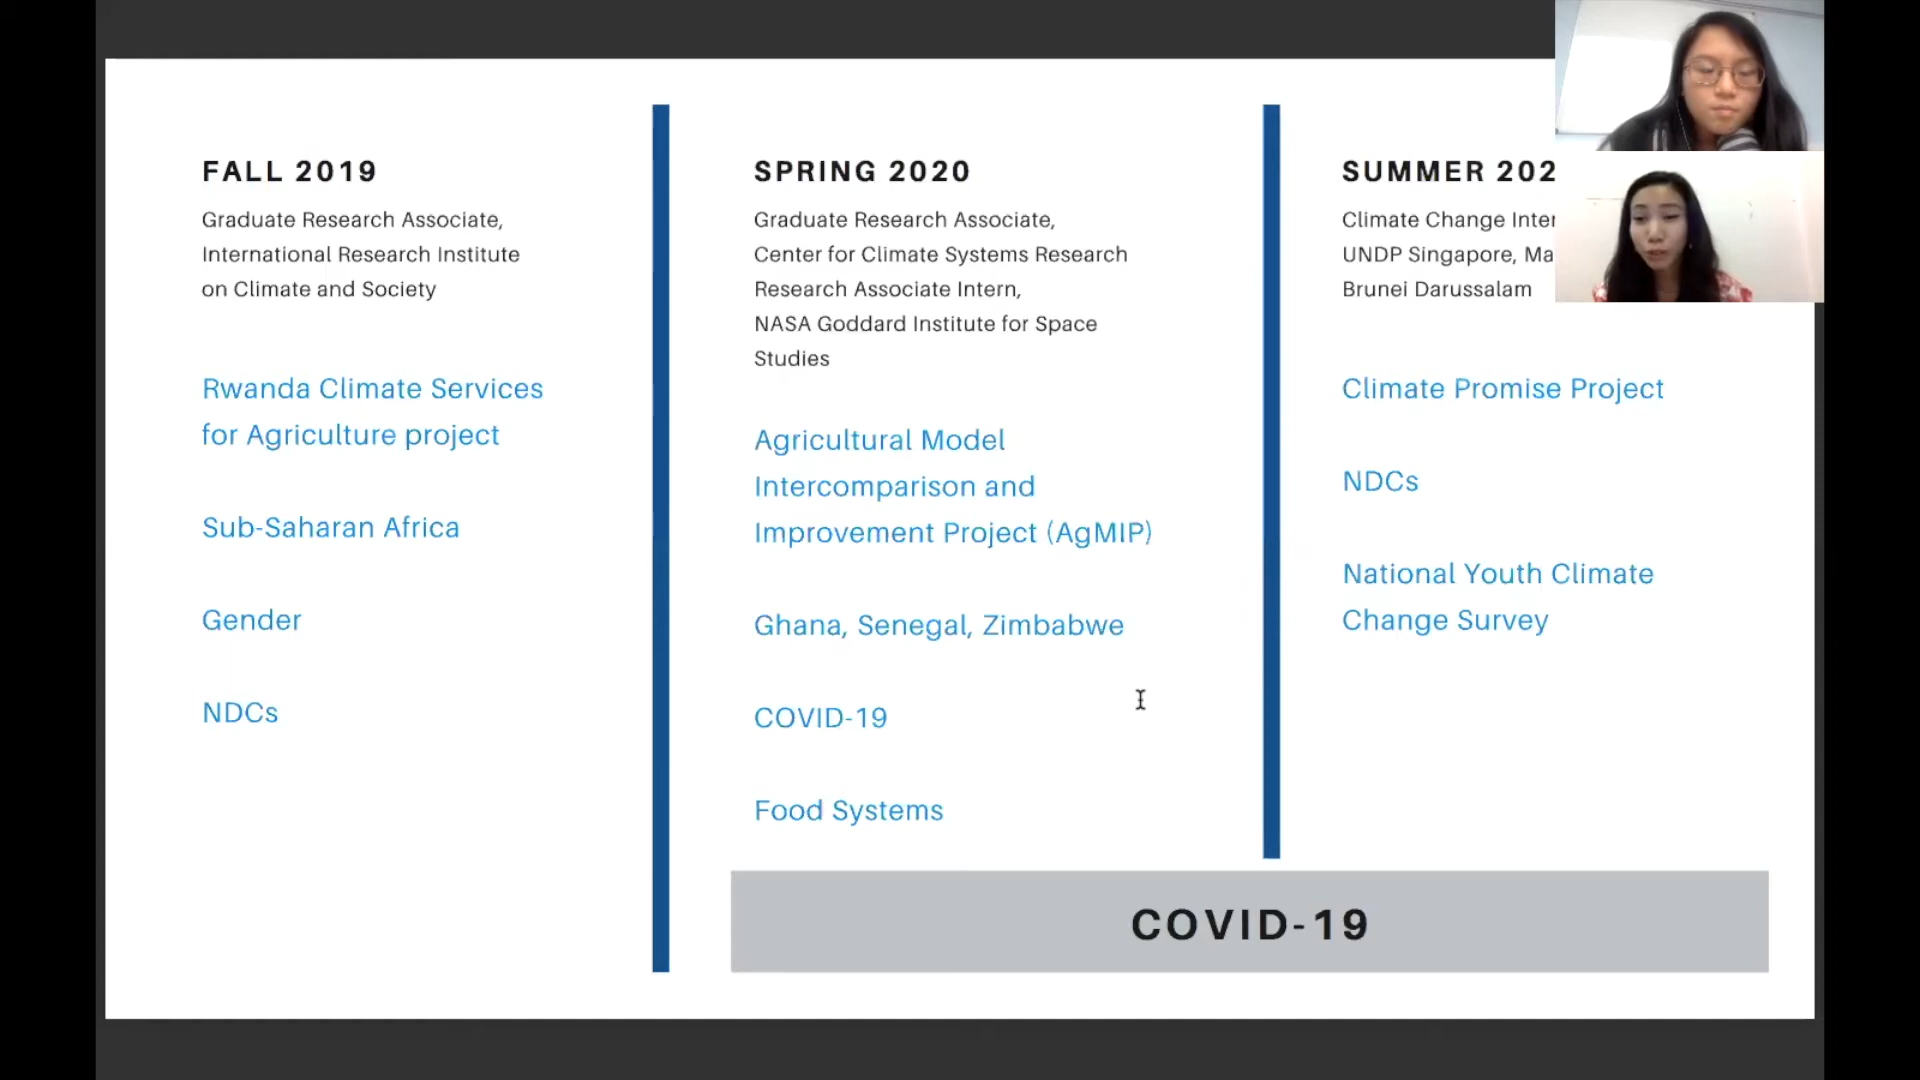 FALL 2019
Graduate Research Associate,
International Research Institute
on Climate and Society
Rwanda Climate Services
for Agriculture project
Sub-Saharan Africa
Gender
NDCs
SPRING 2020
Graduate Research Associate,
Center for Climate Systems Research
Research Associate Intern,
NASA Goddard Institute for Space
Studies
Agricultural Model
Intercomparison and
Improvement Project (AgMIP)
Ghana, Senegal, Zimbabwe
COVID-19
Food Systems
SUMMER 202
Climate Change Inter
UNDP Singapore, Ma
Brunei Darussalam
Climate Promise Project
NDCs
National Youth Climate
Change Survey
COVID-19